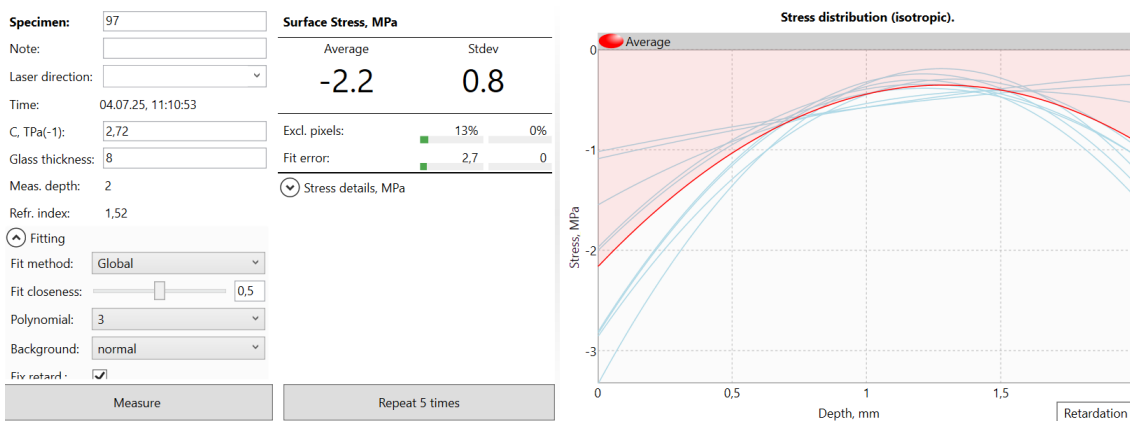 Specimen: 97
Note:
Laser direction:
Time: 04.07.25, 11:10:53
C, TPa(-1): 2,72
Glass thickness: 8
Meas. depth: 2
Refr. index: 1,52
Fitting
Fit method: Global
Fit closeness: 0,5
Polynomial: 3
Background: normal
Fix retard.:
Measure
Surface Stress, MPa
Average Stdev
-2.2 0.8
Excl. pixels: 13% 0%
Fit error: 2,7 0
Stress details, MPa
Repeat 5 times
Stress distribution (isotropic).
Average
Stress, MPa
0
-1
-2
-3
0 0,5 1 1,5
Depth, mm
Retardation